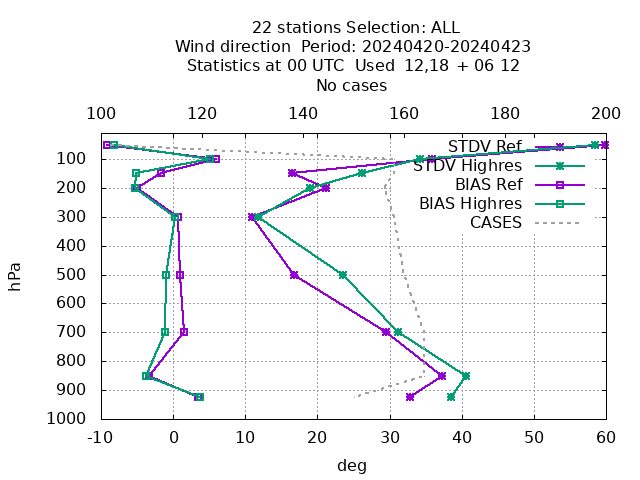 22 stations Selection: ALL
Wind direction  Period: 20240420-20240423
Statistics at 00 UTC  Used  12,18 + 06 12
No cases
100 120 140 160 180 200
STDV Ref
STDV Highres
BIAS Ref
BIAS Highres
CASES
hPa
100
200
300
400
500
600
700
800
900
1000
-10 0 10 20 30 40 50 60
deg